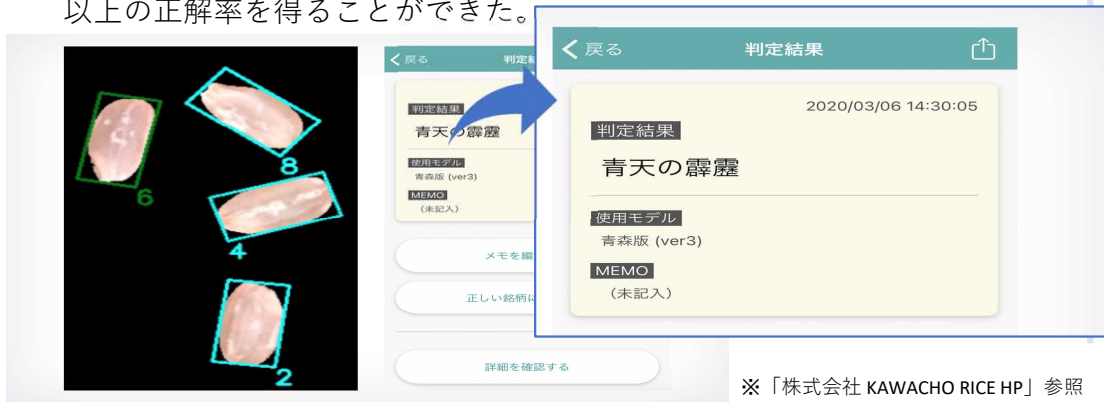 以上の正解率を得ることができた。
6
8
4
2
戻る
判定結
判定結果
青天の霹靂
使用モデル
青森版 (ver3)
MEMO
(未記入)
メモを編
正しい銘柄に
詳細を確認する
戻る
判定結果
2020/03/06 14:30:05
判定結果
青天の霹靂
使用モデル
青森版 (ver3)
MEMO
(未記入)
※「株式会社 KAWACHO RICE HP」参照